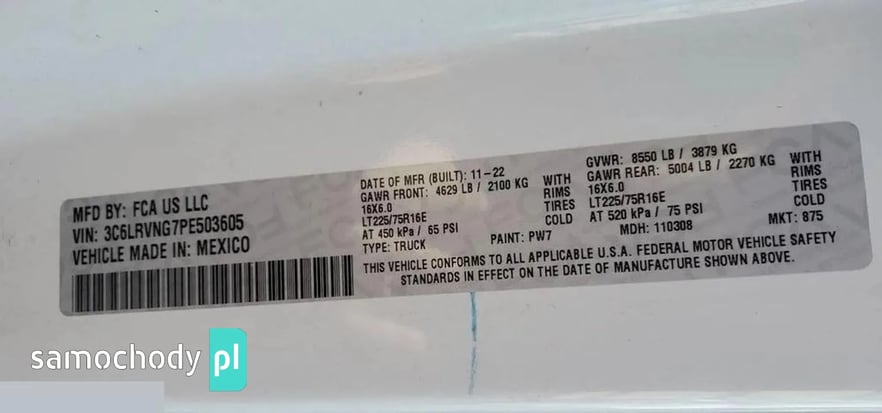 MFD BY: FCA US LLC
VIN: 3C6LRVNG7PE503605
VEHICLE MADE IN: MEXICO
DATE OF MFR (BUILT): 11-22
GAWR FRONT: 4629 LB / 2100 KG WITH
16X6.0 RIMS
LT225/75R16E TIRES
AT 450 kPa / 65 PSI COLD
TYPE: TRUCK PAINT: PW7
GVWR: 8550 LB / 3879 KG
GAWR REAR: 5004 LB / 2270 KG WITH
16X6.0 RIMS
LT225/75R16E TIRES
AT 520 kPa / 75 PSI COLD
MDH: 110308 MKT: 875
THIS VEHICLE CONFORMS TO ALL APPLICABLE U.S.A. FEDERAL MOTOR VEHICLE SAFETY
STANDARDS IN EFFECT ON THE DATE OF MANUFACTURE SHOWN ABOVE.
samochody pl